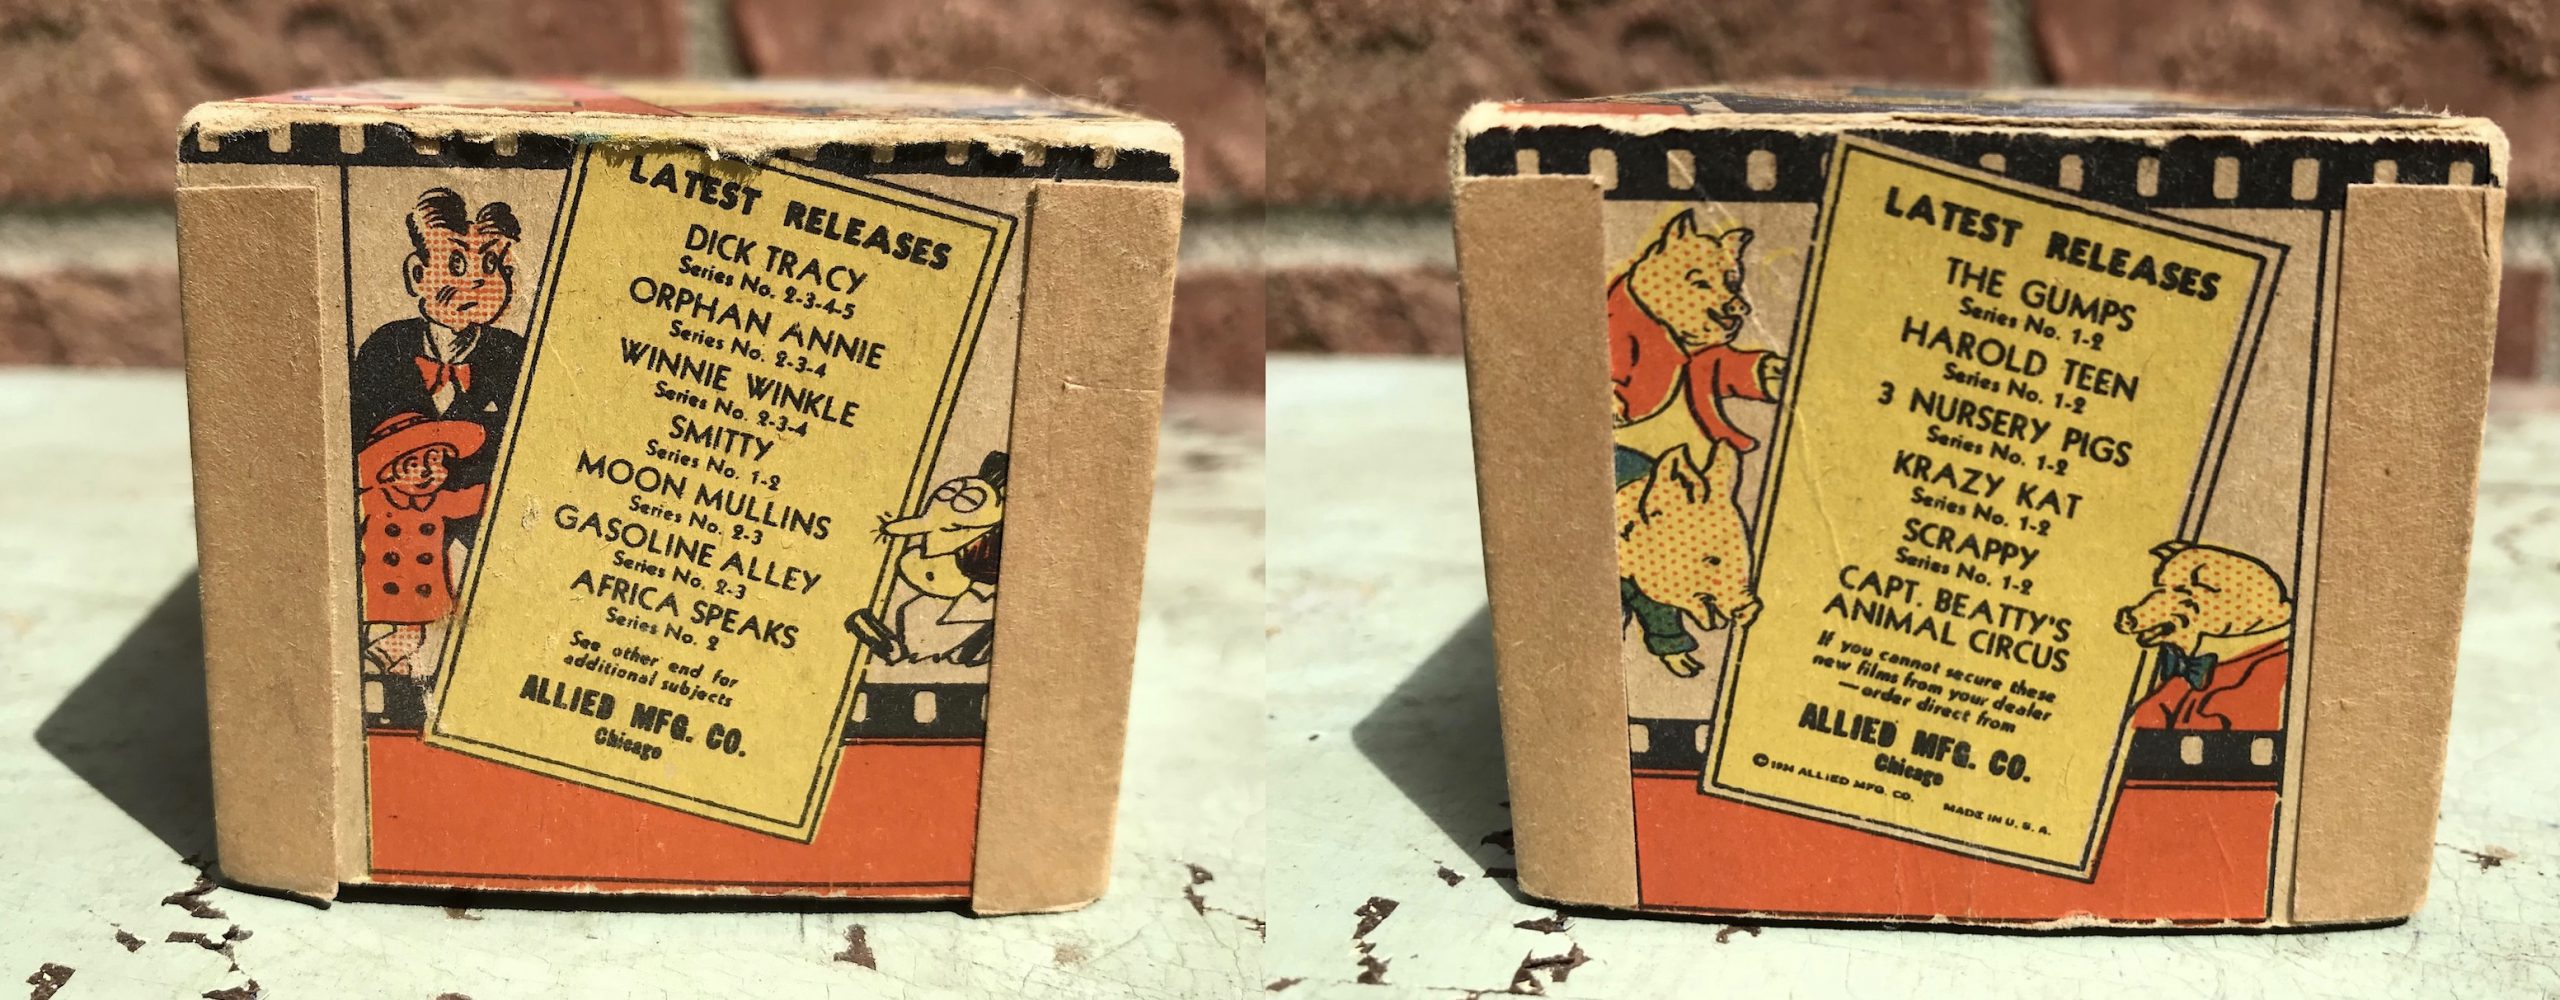 LATEST RELEASES
DICK TRACY
Series No. 2-3-4-5
ORPHAN ANNIE
Series No. 2-3-4
WINNIE WINKLE
Series No. 2-3-4
SMITTY
Series No. 1-2
MOON MULLINS
Series No. 2-3
GASOLINE ALLEY
Series No. 2-3
AFRICA SPEAKS
Series No. 2
See other end for
additional subjects
ALLIED MFG. CO.
Chicago
LATEST RELEASES
THE GUMPS
Series No. 1-2
HAROLD TEEN
Series No. 1-2
3 NURSERY PIGS
Series No. 1-2
KRAZY KAT
Series No. 1-2
SCRAPPY
Series No. 1-2
CAPT. BEATTY'S
ANIMAL CIRCUS
If you cannot secure these
new films from your dealer
—order direct from
ALLIED MFG. CO.
Chicago
© 1934 ALLIED MFG. CO. MADE IN U. S. A.